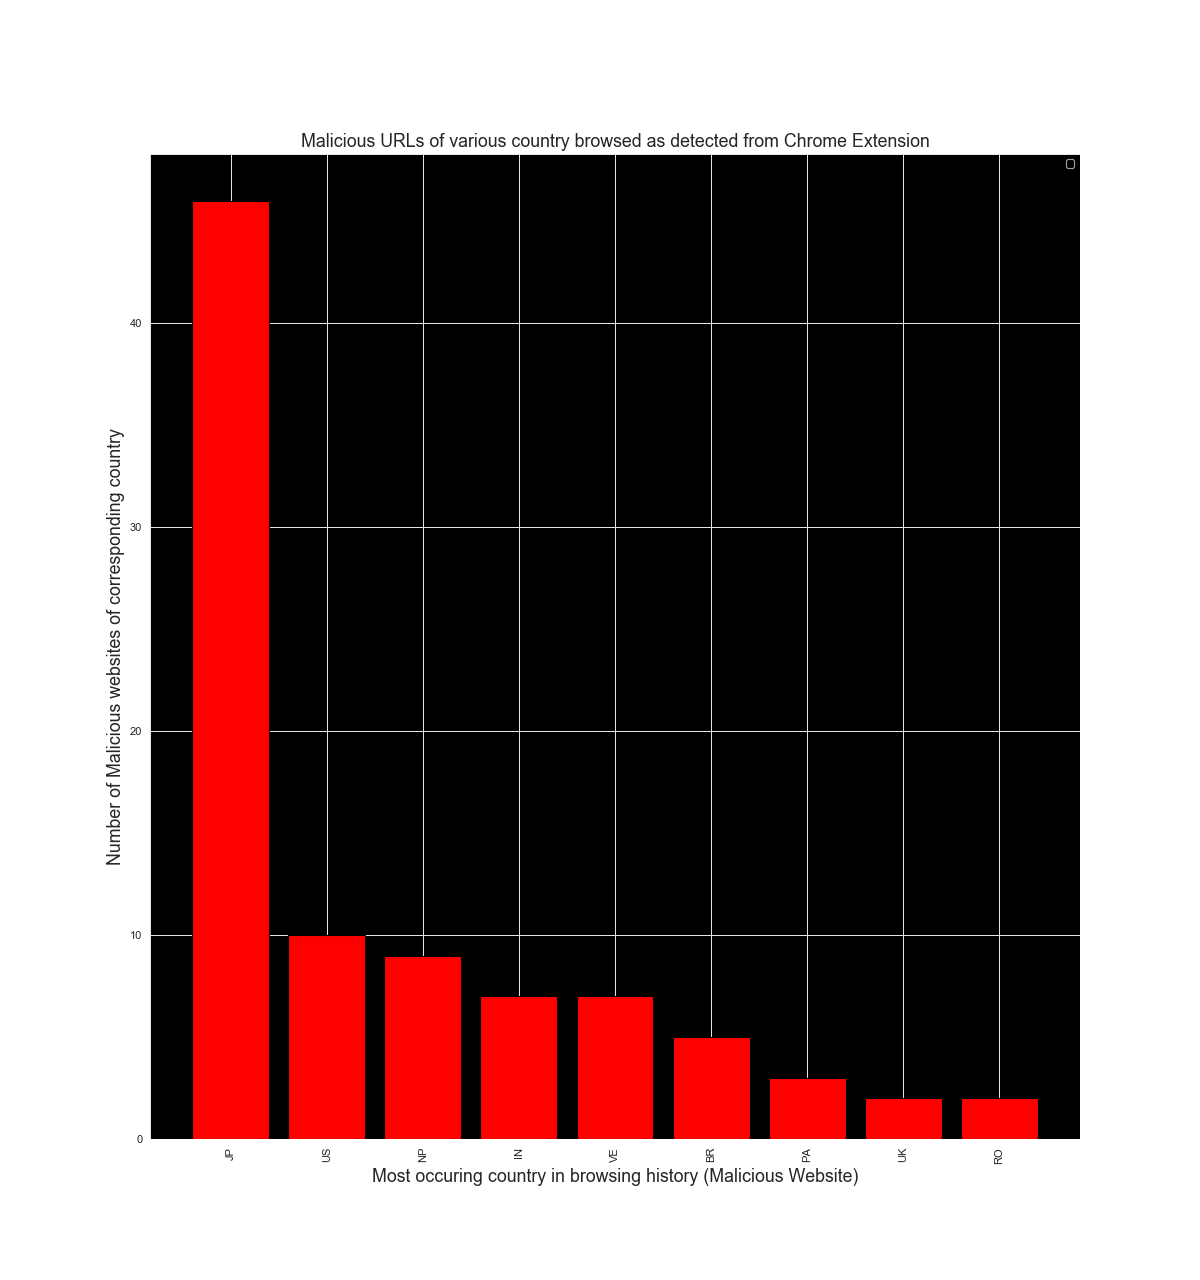 Malicious URLs of various country browsed as detected from Chrome Extension
Number of Malicious websites of corresponding country
40
30
20
10
0
JP
US
NP
IN
VE
BR
PA
UK
RO
Most occuring country in browsing history (Malicious Website)